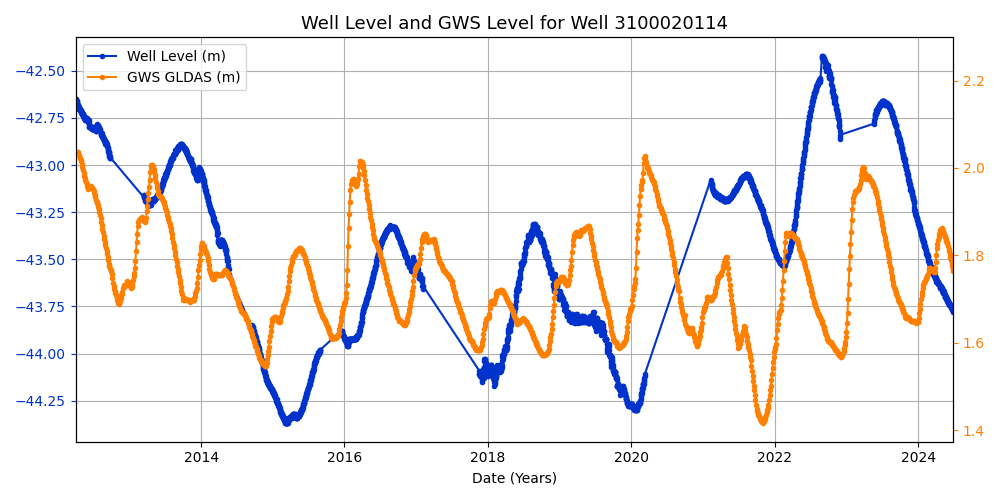 Well Level and GWS Level for Well 3100020114
Well Level (m)
GWS GLDAS (m)
−42.50
−42.75
−43.00
−43.25
−43.50
−43.75
−44.00
−44.25
2.2
2.0
1.8
1.6
1.4
2014 2016 2018 2020 2022 2024
Date (Years)